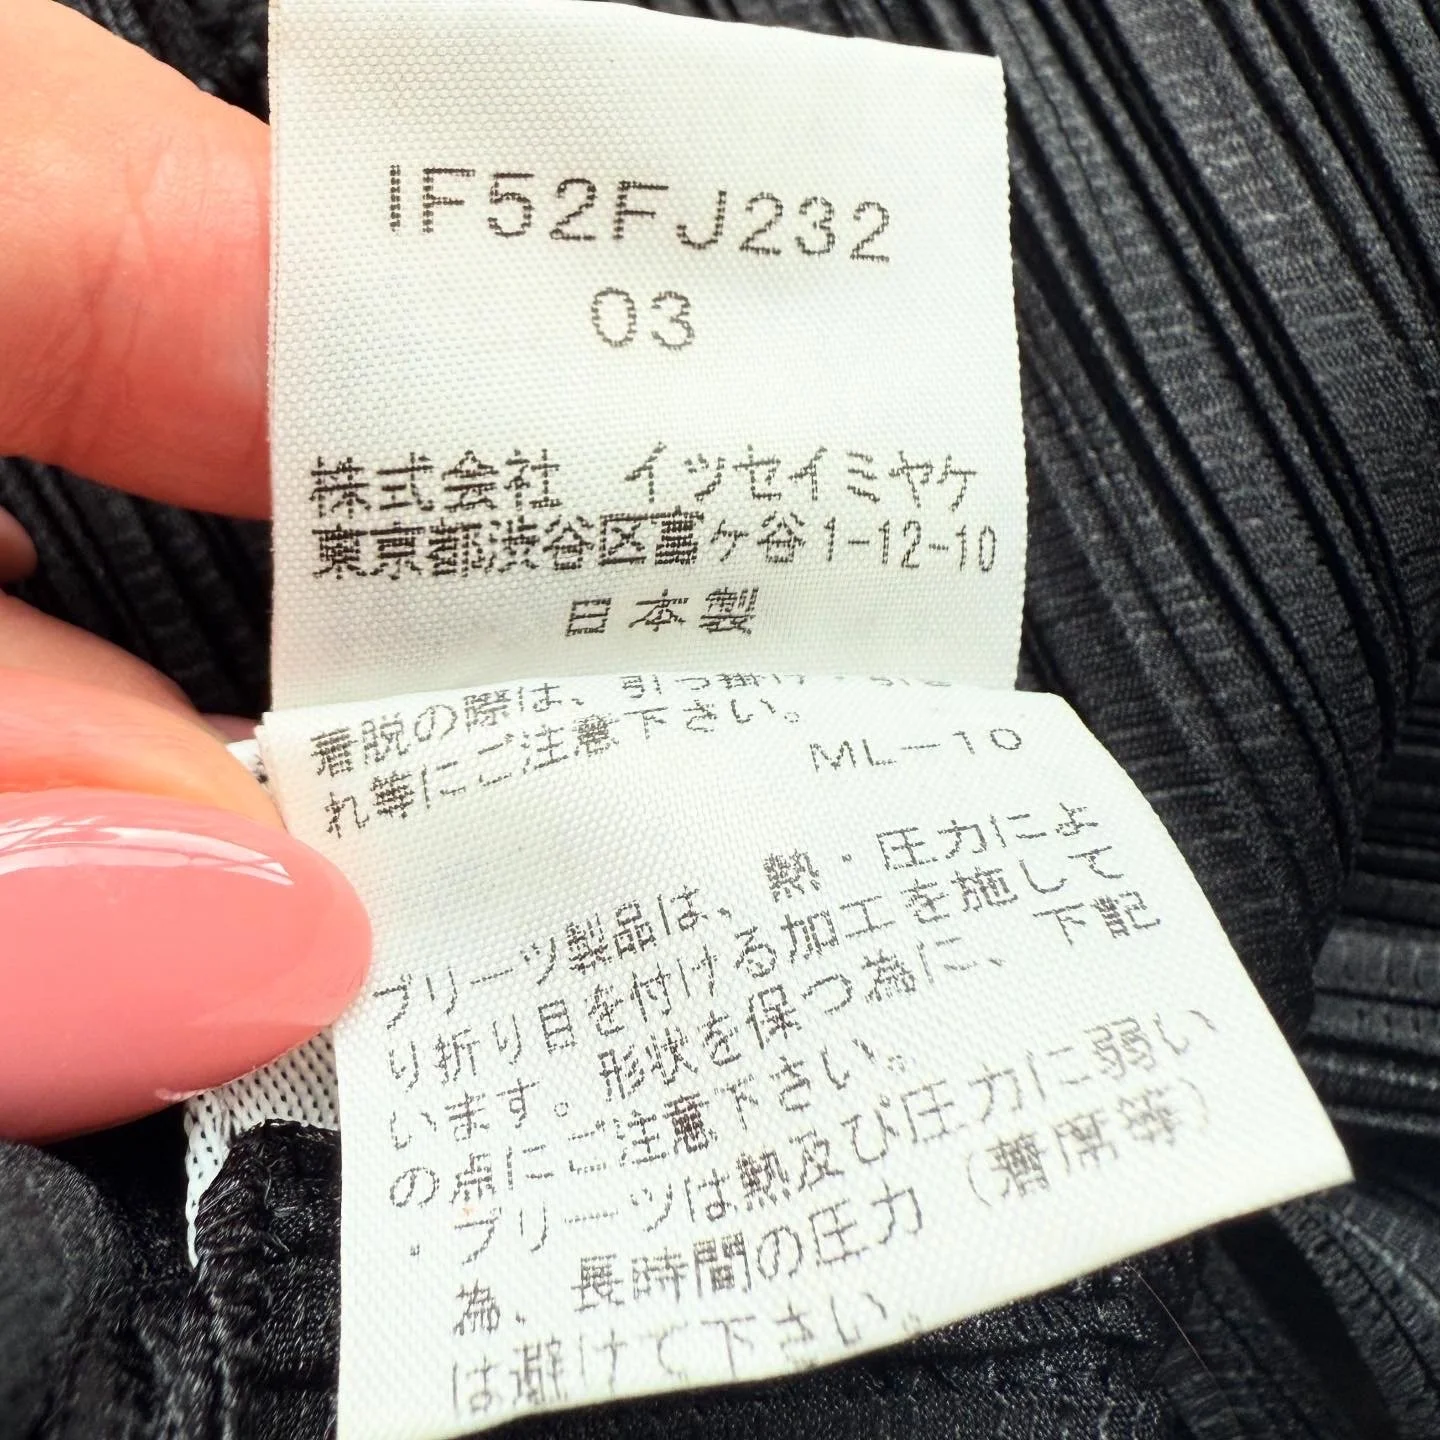 IF52FJ232
03
株式会社 イッセイミヤケ
東京都渋谷区富ヶ谷1-12-10
日本製
着脱の際は、引っ掛け・引
れ等にご注意下さい。
ML-10
プリーツ製品は、熱・圧力によ
り折り目を付ける加工を施して
います。形状を保つ為に、下記
の点にご注意下さい。
・プリーツは熱及び圧力に弱い
為、長時間の圧力(着席等)
は避けて下さい。